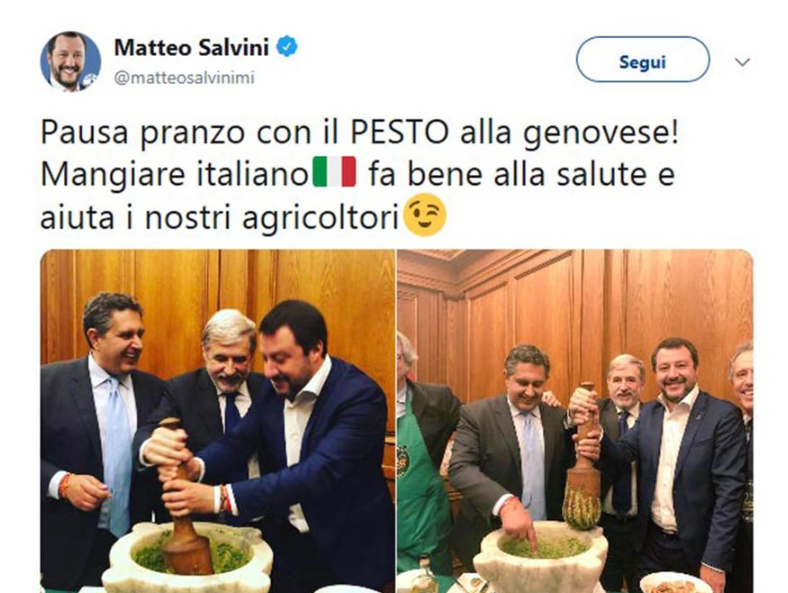 Matteo Salvini
@matteosalvinimi
Segui
Pausa pranzo con il PESTO alla genovese!
Mangiare italiano🇮🇹 fa bene alla salute e
aiuta i nostri agricoltori😉